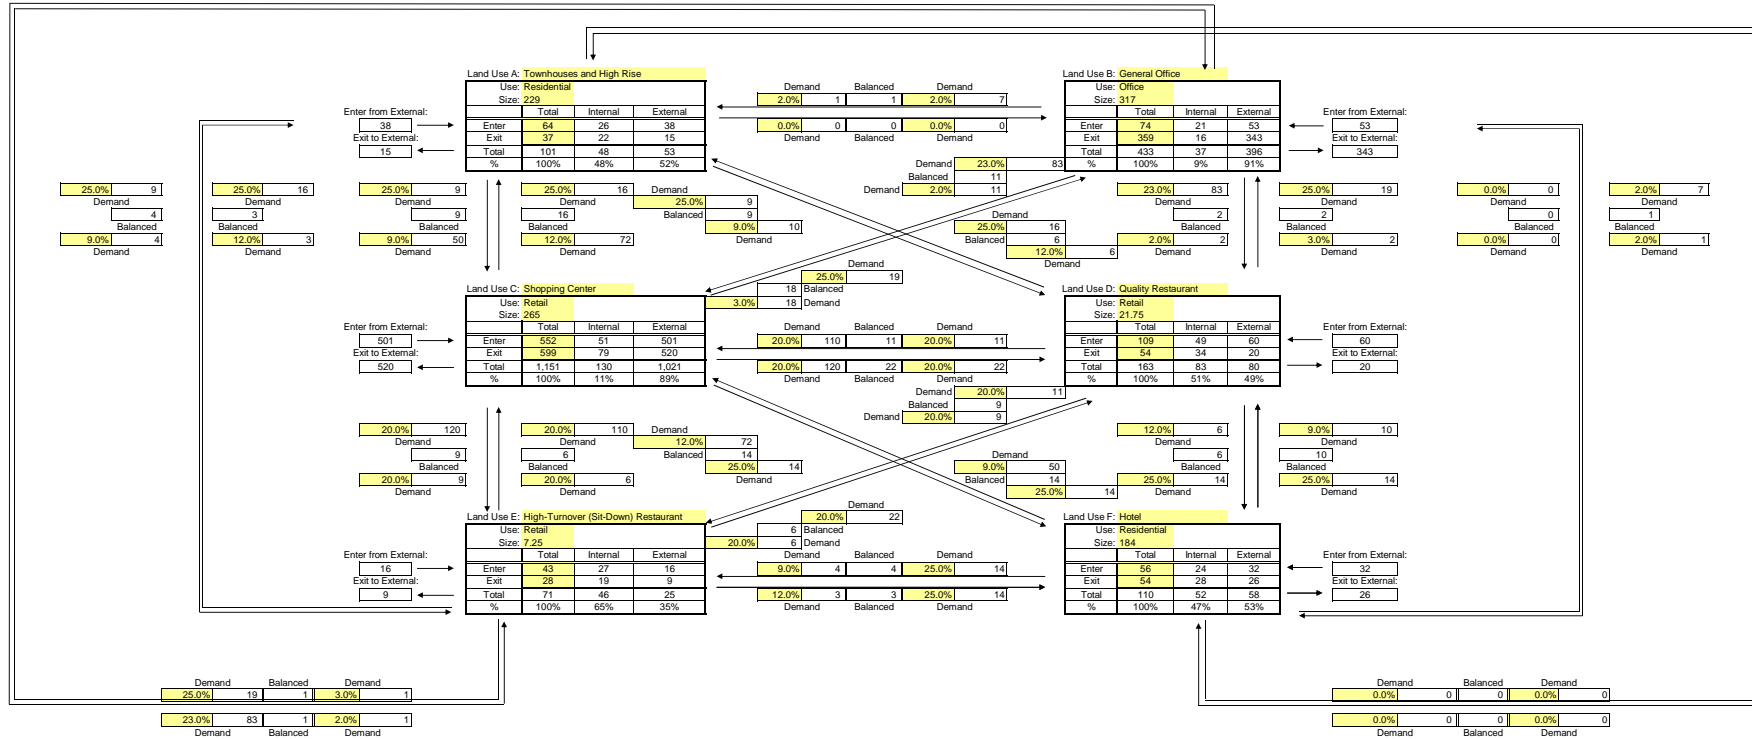 Land Use A: Townhouses and High Rise
Use: Residential
Size: 229
Total Internal External
Enter 64 26 38
Exit 37 22 15
Total 101 48 53
% 100% 48% 52%
Enter from External:
38
Exit to External:
15
Demand Balanced Demand
2.0% 1 1 2.0% 7
0.0% 0 0 0.0% 0
Demand Balanced Demand
Land Use B: General Office
Use: Office
Size: 317
Total Internal External
Enter 74 21 53
Exit 359 16 343
Total 433 37 396
% 100% 9% 91%
Enter from External:
53
Exit to External:
343
25.0% 9
Demand
4
Balanced
9.0% 4
Demand
25.0% 16
Demand
3
Balanced
12.0% 3
Demand
25.0% 9
Demand
9
Balanced
9.0% 50
Demand
25.0% 16
Demand
16
Balanced
12.0% 72
Demand
Demand
25.0% 9
Balanced 9
9.0% 10
Demand
Demand 23.0% 83
Balanced 11
Demand 2.0% 11
Demand
25.0% 16
Balanced 6
12.0% 6
Demand
23.0% 83
Demand
2
Balanced
2.0% 2
Demand
25.0% 19
Demand
2
Balanced
3.0% 2
Demand
0.0% 0
Demand
0
Balanced
0.0% 0
Demand
2.0% 7
Demand
1
Balanced
2.0% 1
Demand
Demand
25.0% 19
18 Balanced
3.0% 18 Demand
Land Use C: Shopping Center
Use: Retail
Size: 265
Total Internal External
Enter 552 51 501
Exit 599 79 520
Total 1,151 130 1,021
% 100% 11% 89%
Enter from External:
501
Exit to External:
520
Demand Balanced Demand
20.0% 110 11 20.0% 11
20.0% 120 22 20.0% 22
Demand Balanced Demand
Land Use D: Quality Restaurant
Use: Retail
Size: 21.75
Total Internal External
Enter 109 49 60
Exit 54 34 20
Total 163 83 80
% 100% 51% 49%
Enter from External:
60
Exit to External:
20
Demand 20.0% 11
Balanced 9
Demand 20.0% 9
20.0% 120
Demand
9
Balanced
20.0% 9
Demand
20.0% 110
Demand
6
Balanced
20.0% 6
Demand
Demand
12.0% 72
Balanced 14
25.0% 14
Demand
Demand
9.0% 50
Balanced 14
25.0% 14
12.0% 6
Demand
6
Balanced
25.0% 14
Demand
9.0% 10
Demand
10
Balanced
25.0% 14
Demand
Demand
20.0% 22
6 Balanced
20.0% 6 Demand
Land Use E: High-Turnover (Sit-Down) Restaurant
Use: Retail
Size: 7.25
Total Internal External
Enter 43 27 16
Exit 28 19 9
Total 71 46 25
% 100% 65% 35%
Enter from External:
16
Exit to External:
9
Demand Balanced Demand
9.0% 4 4 25.0% 14
12.0% 3 3 25.0% 14
Demand Balanced Demand
Land Use F: Hotel
Use: Residential
Size: 184
Total Internal External
Enter 56 24 32
Exit 54 28 26
Total 110 52 58
% 100% 47% 53%
Enter from External:
32
Exit to External:
26
Demand Balanced Demand
25.0% 19 1 3.0% 1
23.0% 83 1 2.0% 1
Demand Balanced Demand
Demand Balanced Demand
0.0% 0 0 0.0% 0
0.0% 0 0 0.0% 0
Demand Balanced Demand